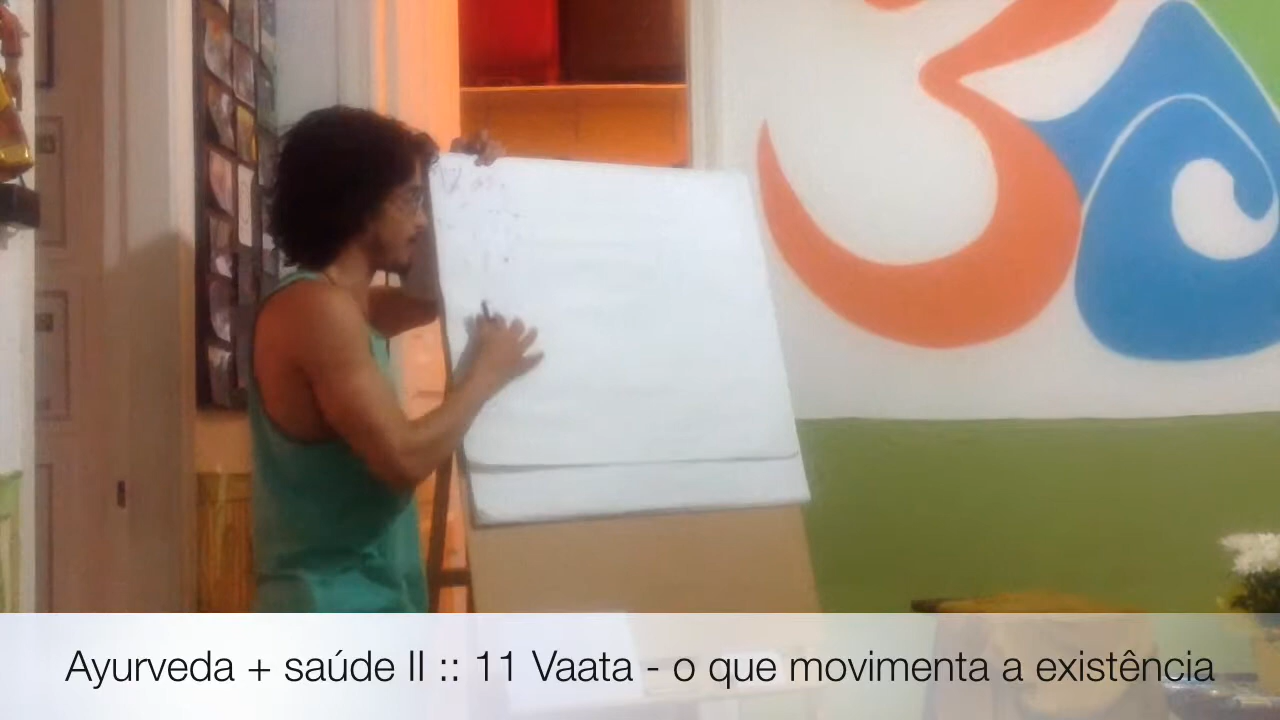 Ayurveda + saúde II :: 11 Vaata - o que movimenta a existência